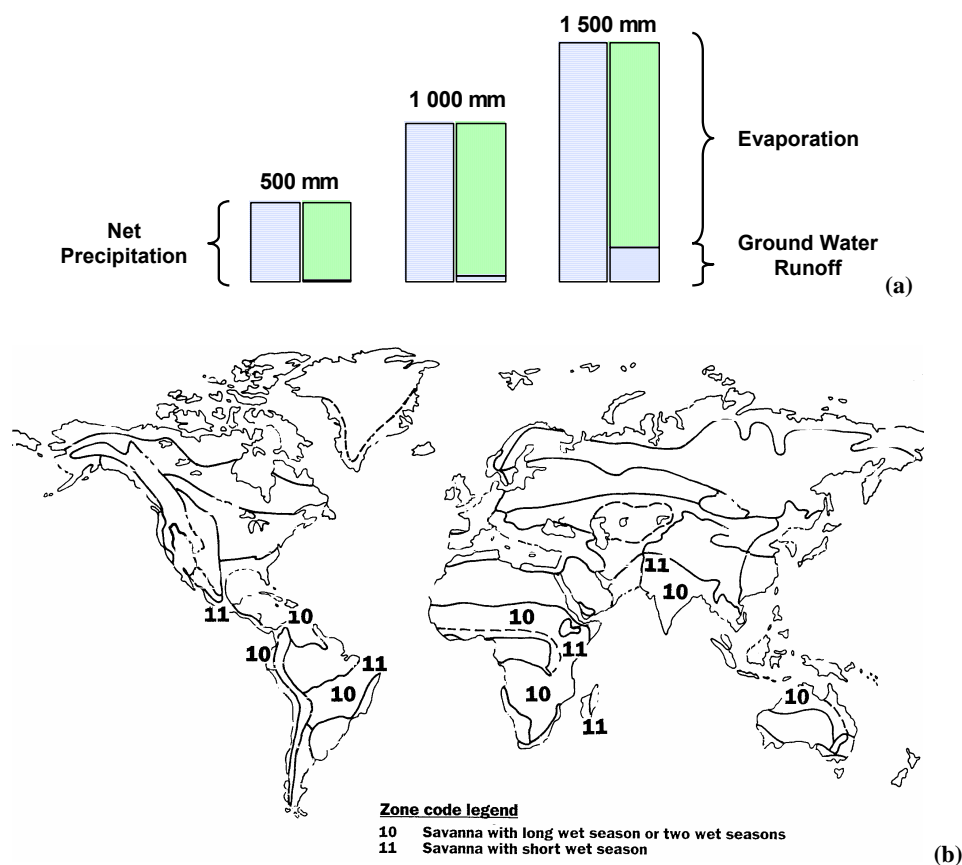 1 500 mm
1 000 mm
500 mm
Evaporation
Net
Precipitation
Ground Water
Runoff
(a)
11
10
10
11
10
10
11
10
11
11
10
10
Zone code legend
10 Savanna with long wet season or two wet seasons
11 Savanna with short wet season
(b)